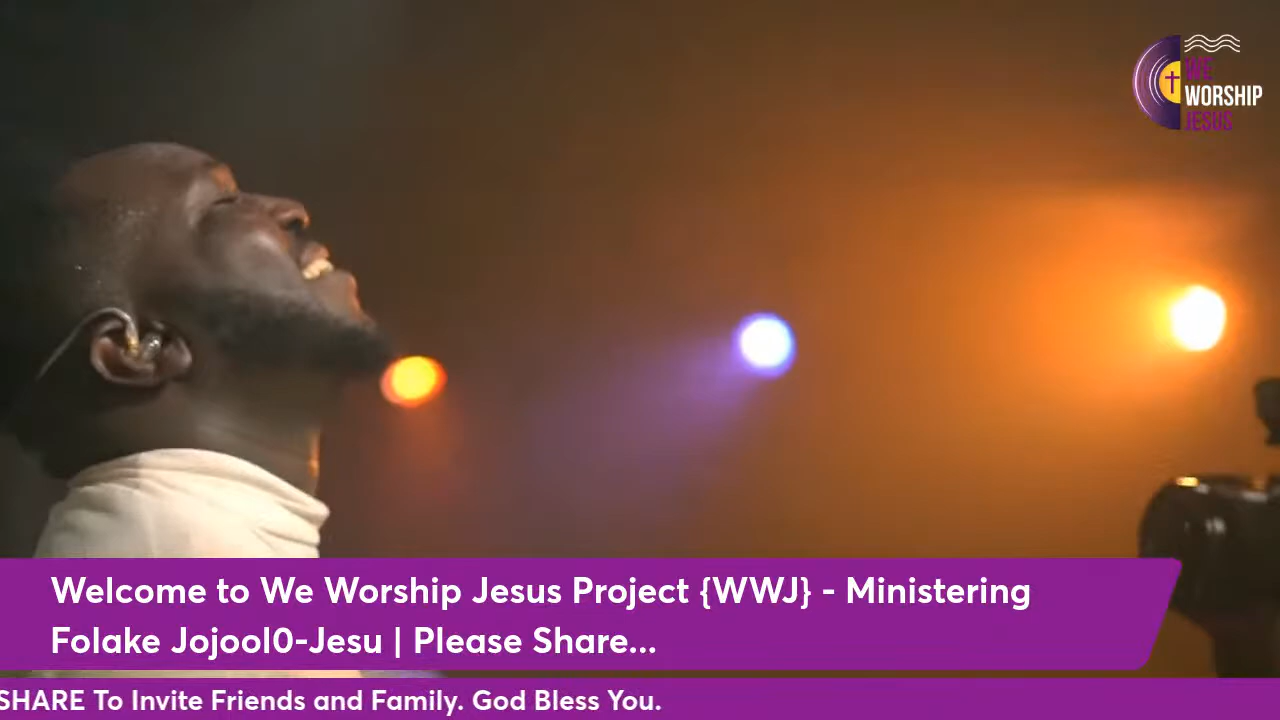 WE
WORSHIP
JESUS
Welcome to We Worship Jesus Project {WWJ} - Ministering
Folake Jojool0-Jesu | Please Share...
SHARE To Invite Friends and Family. God Bless You.